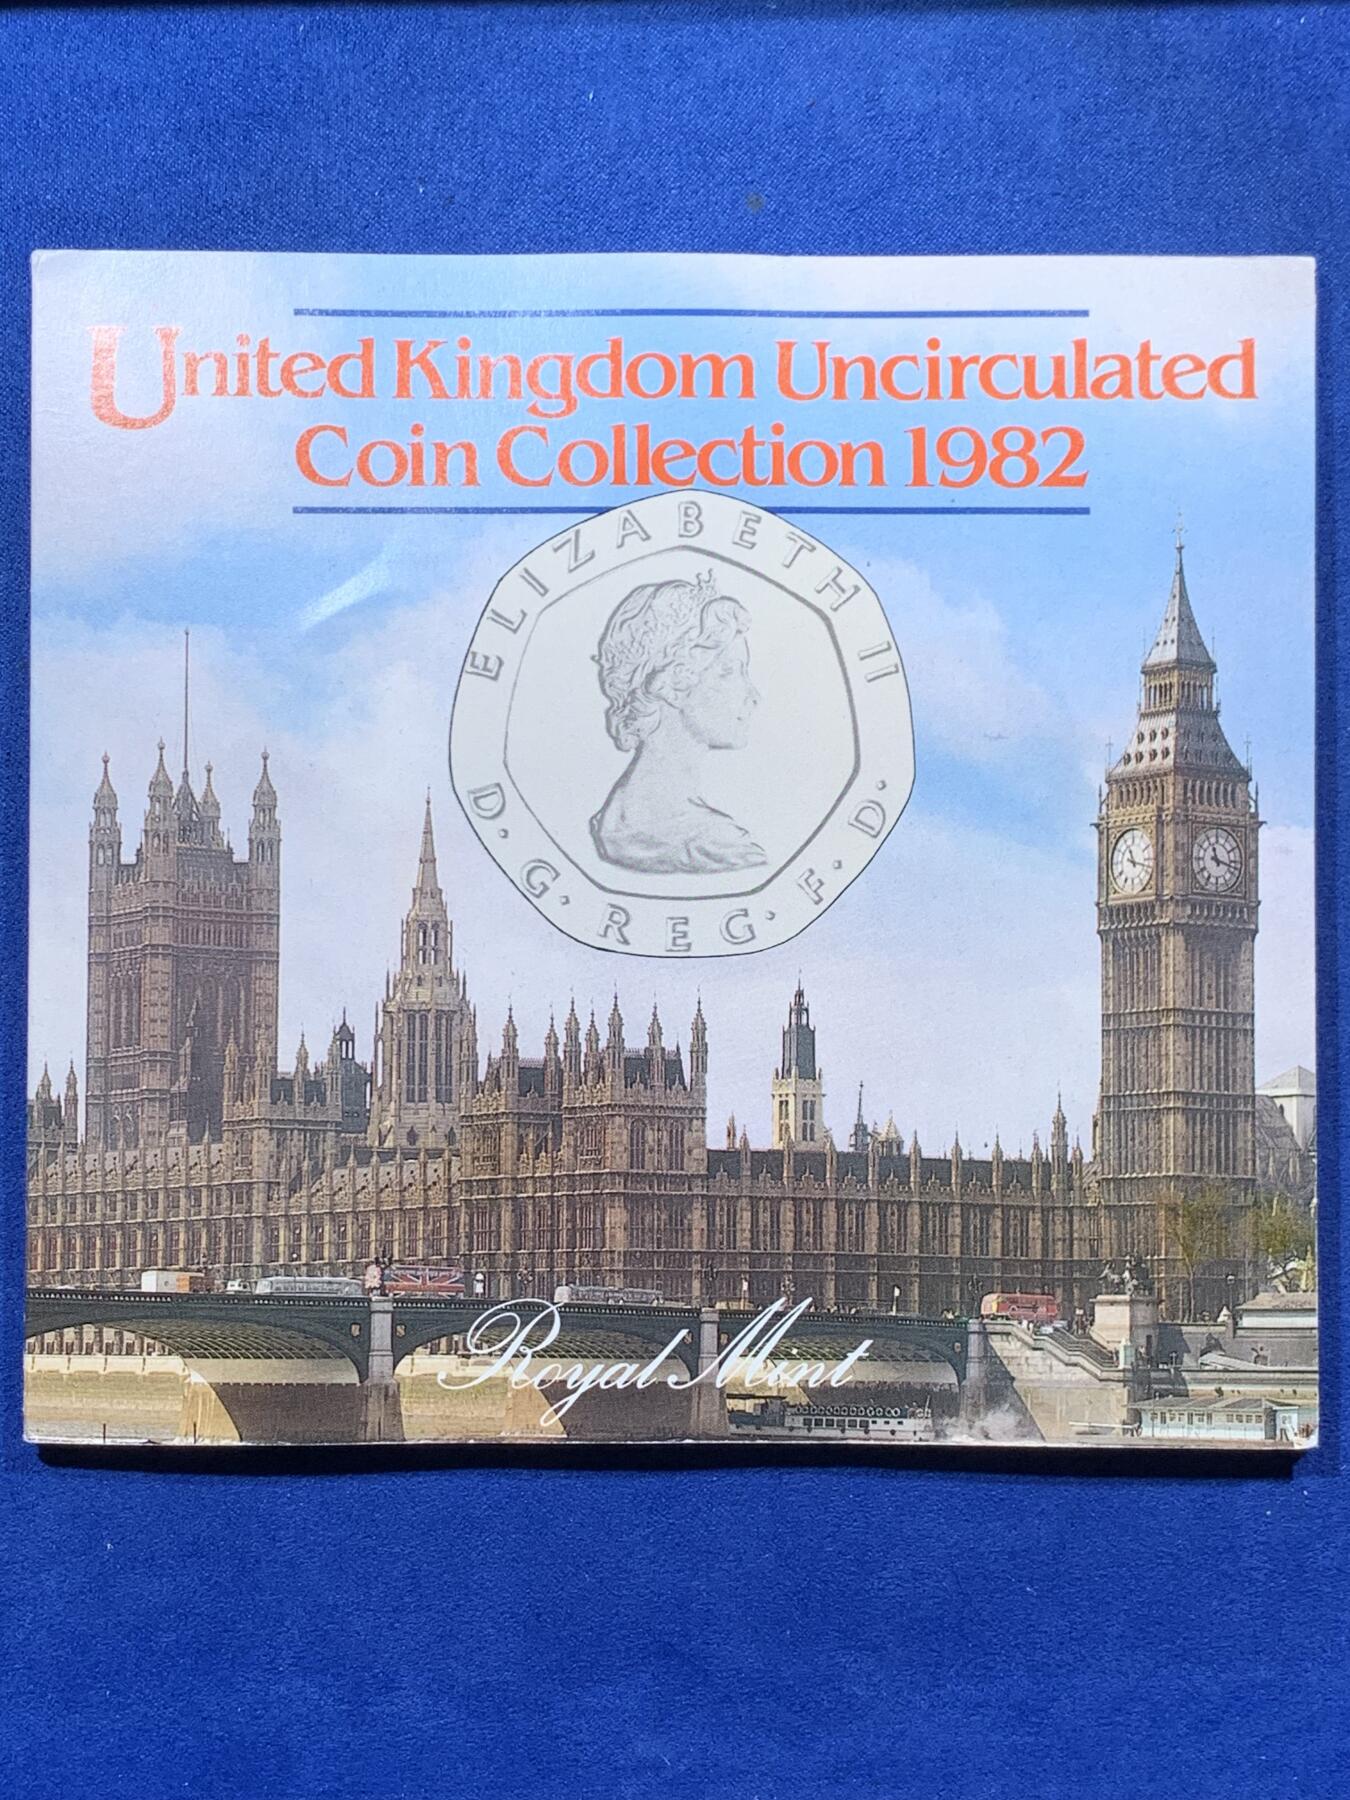 United Kingdom Uncirculated
Coin Collection 1982
ELIZABETH II
D·G·REG·F·D·
Royal Mint